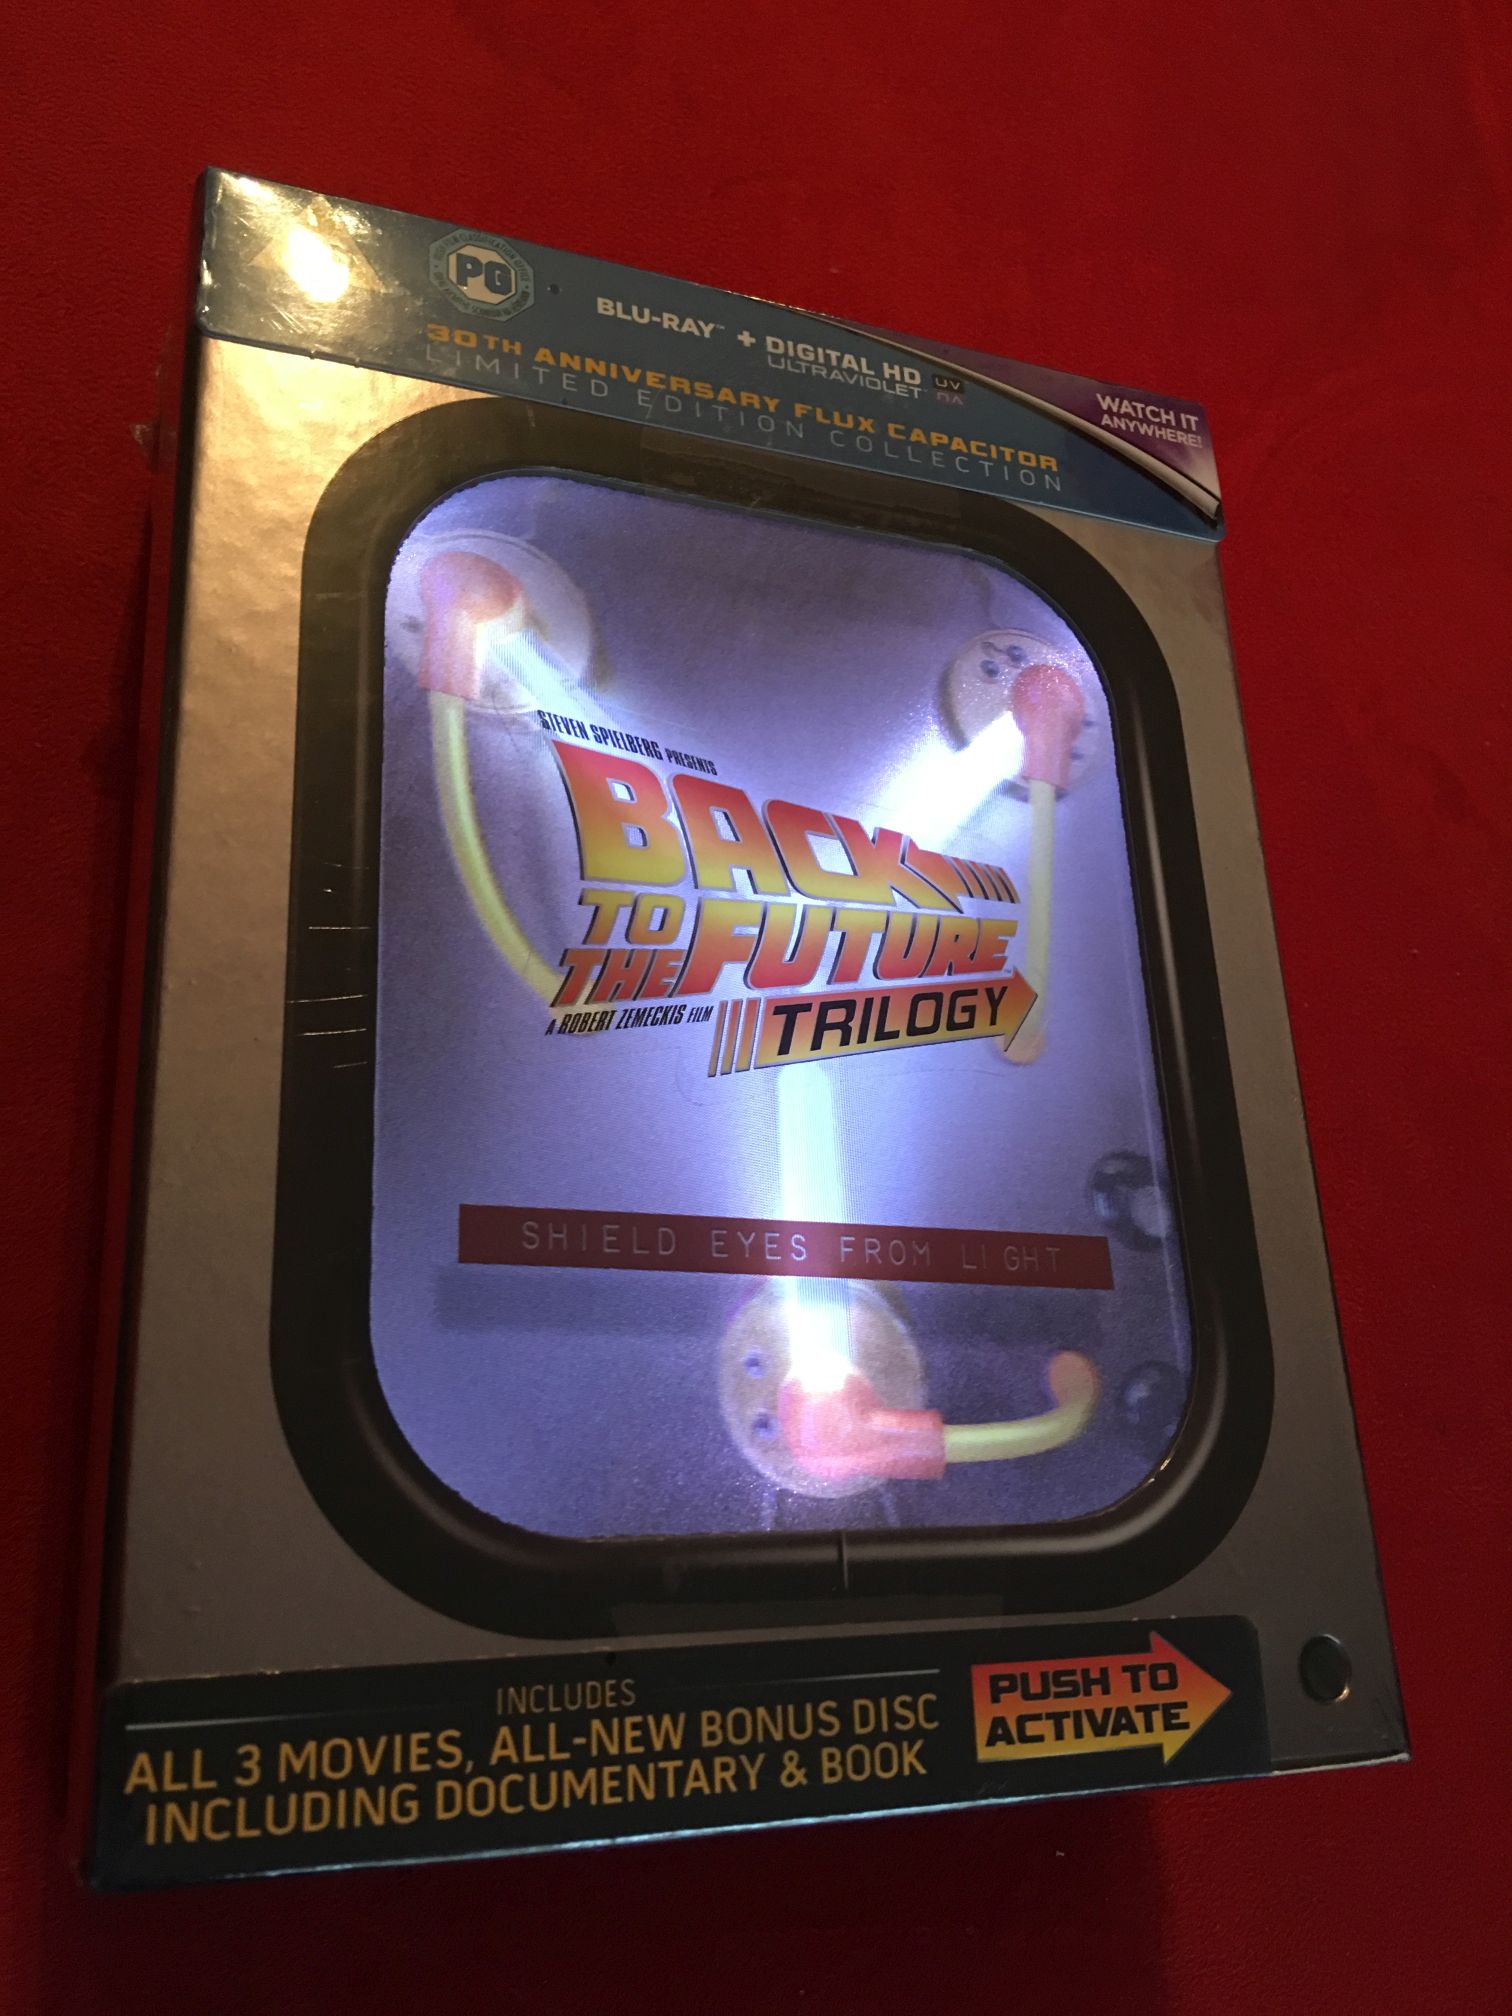 PG
BLU-RAY™ + DIGITAL HD
ULTRAVIOLET UV
WATCH IT
ANYWHERE!
30TH ANNIVERSARY FLUX CAPACITOR
LIMITED EDITION COLLECTION
STEVEN SPIELBERG PRESENTS
BACK
TO
THE FUTURE™
A ROBERT ZEMECKIS FILM
TRILOGY
SHIELD EYES FROM LIGHT
INCLUDES
ALL 3 MOVIES, ALL-NEW BONUS DISC
INCLUDING DOCUMENTARY & BOOK
PUSH TO
ACTIVATE